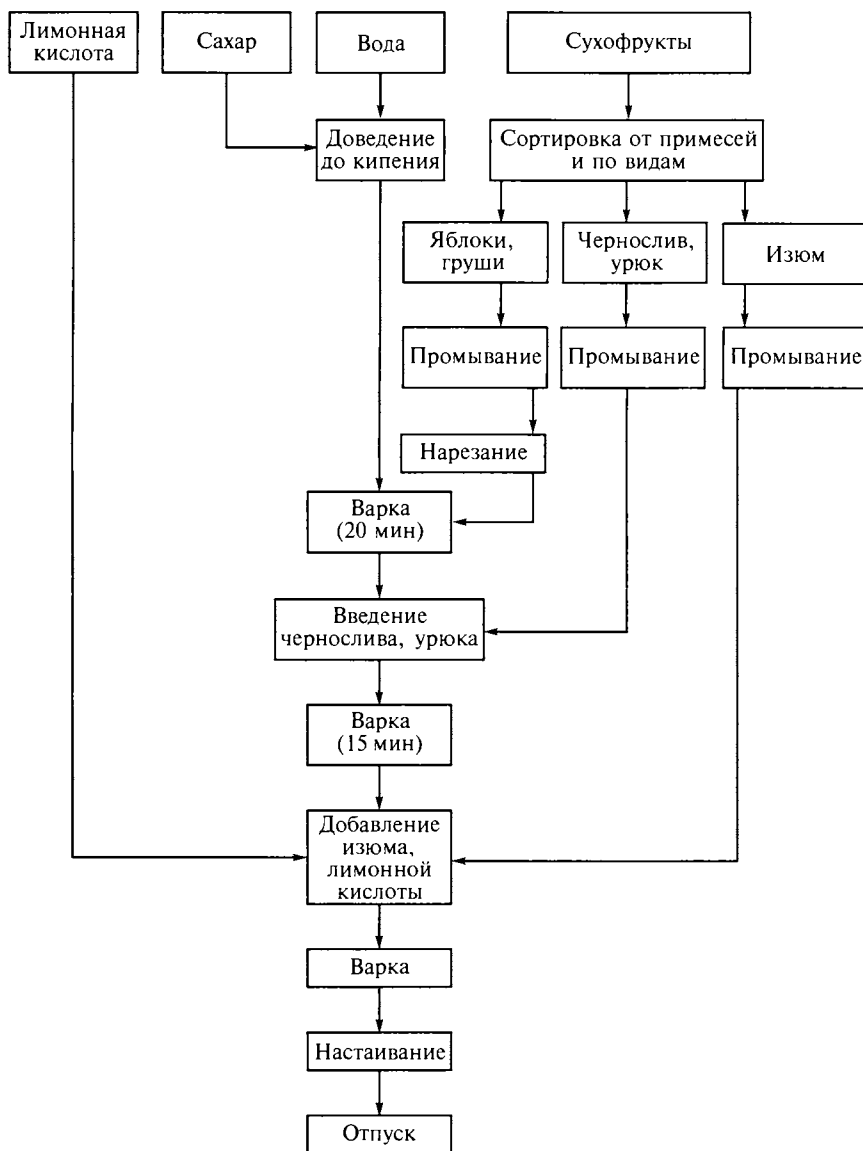 Лимонная
кислота
Сахар
Вода
Сухофрукты
Доведение
до кипения
Сортировка от примесей
и по видам
Яблоки,
груши
Чернослив,
урюк
Изюм
Промывание
Промывание
Промывание
Нарезание
Варка
(20 мин)
Введение
чернослива, урюка
Варка
(15 мин)
Добавление
изюма,
лимонной
кислоты
Варка
Настаивание
Отпуск